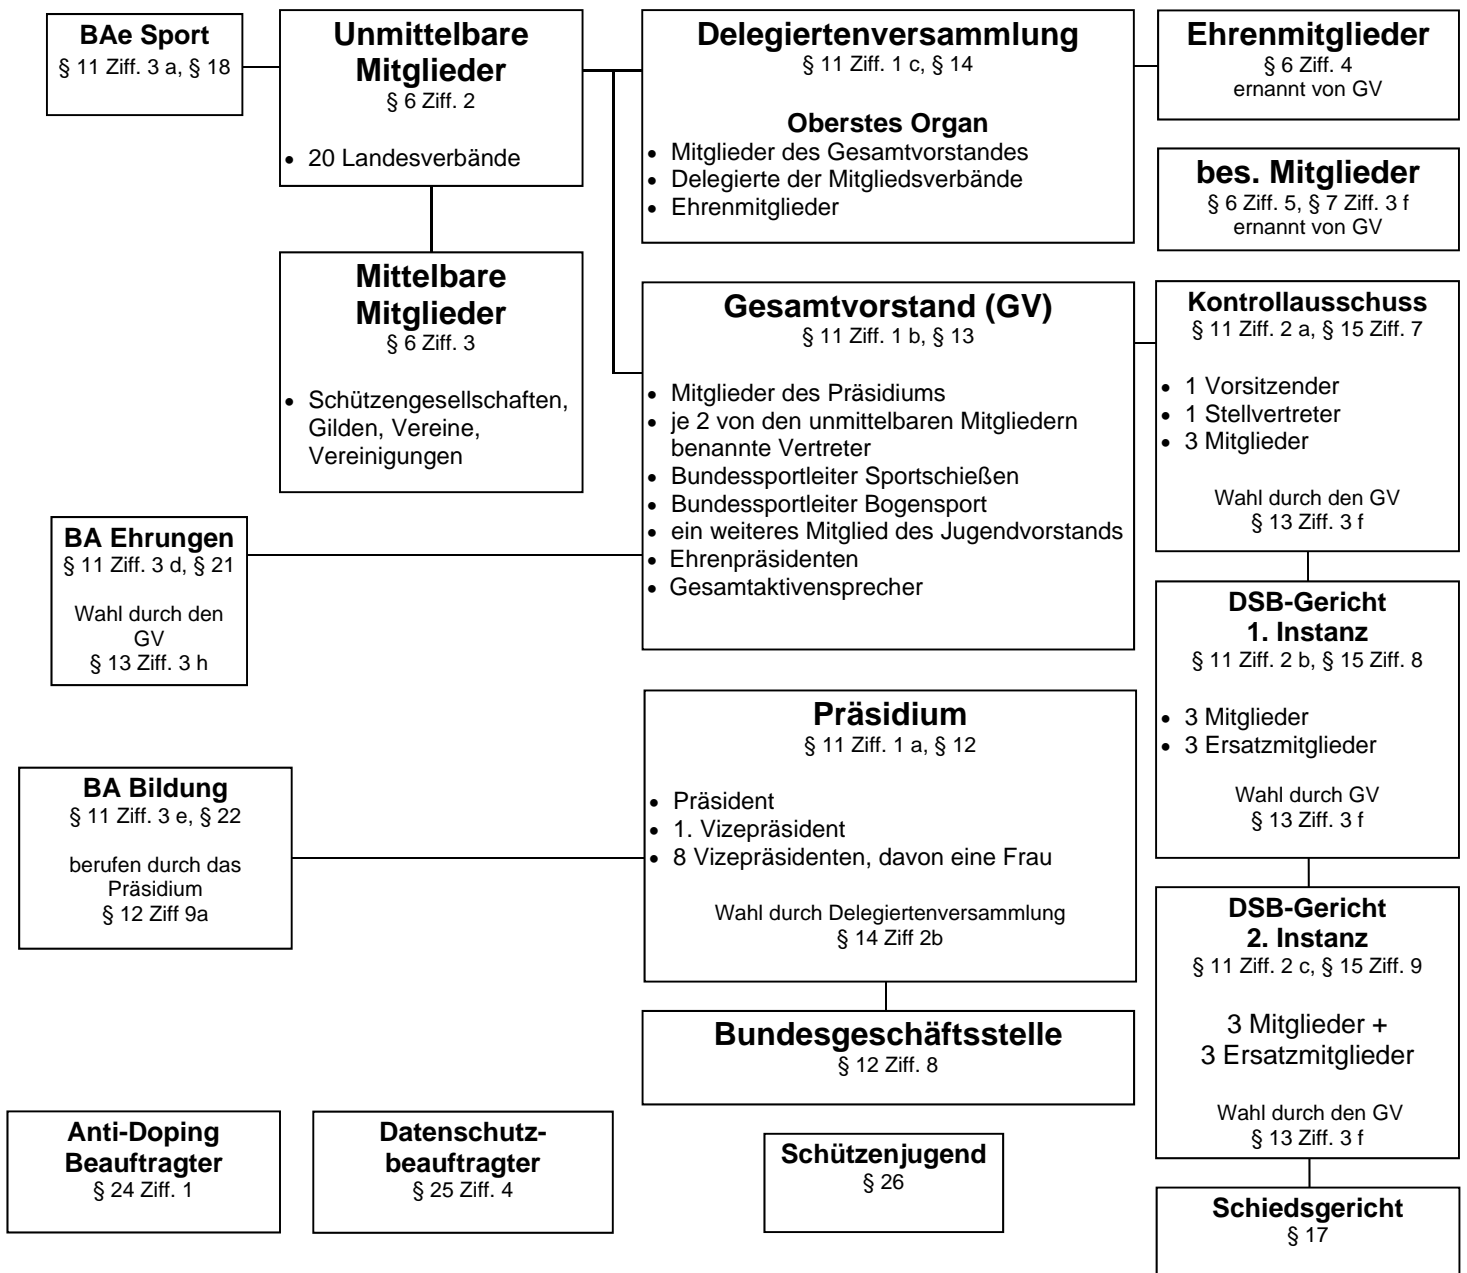 BAe Sport
§ 11 Ziff. 3 a, § 18
Unmittelbare
Mitglieder
§ 6 Ziff. 2
• 20 Landesverbände
Delegiertenversammlung
§ 11 Ziff. 1 c, § 14
Oberstes Organ
• Mitglieder des Gesamtvorstandes
• Delegierte der Mitgliedsverbände
• Ehrenmitglieder
Ehrenmitglieder
§ 6 Ziff. 4
ernannt von GV
bes. Mitglieder
§ 6 Ziff. 5, § 7 Ziff. 3 f
ernannt von GV
Mittelbare
Mitglieder
§ 6 Ziff. 3
• Schützengesellschaften,
Gilden, Vereine,
Vereinigungen
Gesamtvorstand (GV)
§ 11 Ziff. 1 b, § 13
• Mitglieder des Präsidiums
• je 2 von den unmittelbaren Mitgliedern
benannte Vertreter
• Bundessportleiter Sportschießen
• Bundessportleiter Bogensport
• ein weiteres Mitglied des Jugendvorstands
• Ehrenpräsidenten
• Gesamtaktivensprecher
Kontrollausschuss
§ 11 Ziff. 2 a, § 15 Ziff. 7
• 1 Vorsitzender
• 1 Stellvertreter
• 3 Mitglieder
Wahl durch den GV
§ 13 Ziff. 3 f
BA Ehrungen
§ 11 Ziff. 3 d, § 21
Wahl durch den
GV
§ 13 Ziff. 3 h
DSB-Gericht
1. Instanz
§ 11 Ziff. 2 b, § 15 Ziff. 8
• 3 Mitglieder
• 3 Ersatzmitglieder
Wahl durch GV
§ 13 Ziff. 3 f
BA Bildung
§ 11 Ziff. 3 e, § 22
berufen durch das
Präsidium
§ 12 Ziff 9a
Präsidium
§ 11 Ziff. 1 a, § 12
• Präsident
• 1. Vizepräsident
• 8 Vizepräsidenten, davon eine Frau
Wahl durch Delegiertenversammlung
§ 14 Ziff 2b
DSB-Gericht
2. Instanz
§ 11 Ziff. 2 c, § 15 Ziff. 9
3 Mitglieder +
3 Ersatzmitglieder
Wahl durch den GV
§ 13 Ziff. 3 f
Bundesgeschäftsstelle
§ 12 Ziff. 8
Anti-Doping
Beauftragter
§ 24 Ziff. 1
Datenschutz-
beauftragter
§ 25 Ziff. 4
Schützenjugend
§ 26
Schiedsgericht
§ 17